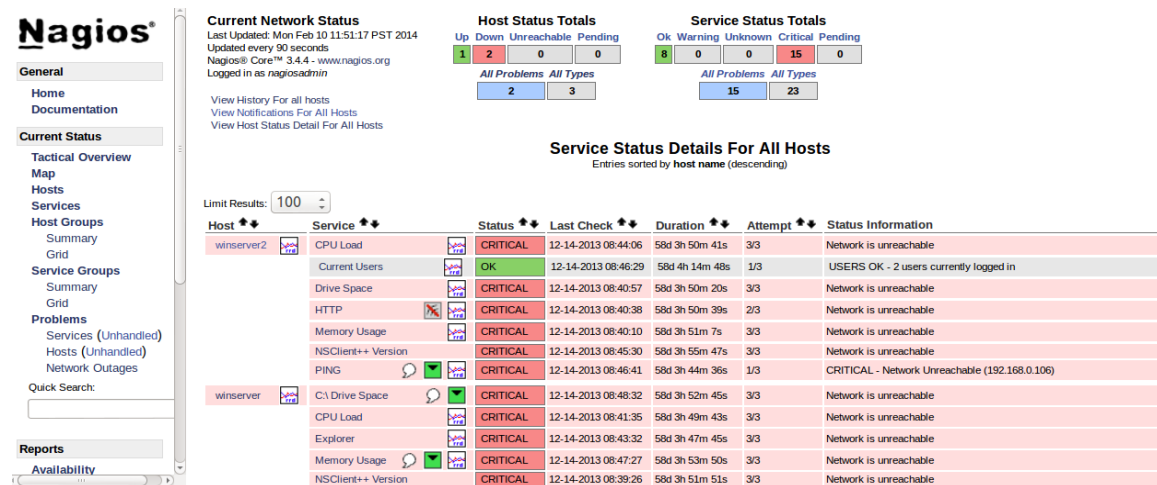 Nagios®
General
Home
Documentation
Current Status
Tactical Overview
Map
Hosts
Services
Host Groups
Summary
Grid
Service Groups
Summary
Grid
Problems
Services (Unhandled)
Hosts (Unhandled)
Network Outages
Quick Search:
Reports
Availability
Current Network Status
Last Updated: Mon Feb 10 11:51:17 PST 2014
Updated every 90 seconds
Nagios® Core™ 3.4.4 - www.nagios.org
Logged in as nagiosadmin
View History For all hosts
View Notifications For All Hosts
View Host Status Detail For All Hosts
Host Status Totals
Up Down Unreachable Pending
1 2 0 0
All Problems All Types
2 3
Service Status Totals
Ok Warning Unknown Critical Pending
8 0 0 15 0
All Problems All Types
15 23
Service Status Details For All Hosts
Entries sorted by host name (descending)
Limit Results: 100
Host Service Status Last Check Duration Attempt Status Information
winserver2 CPU Load CRITICAL 12-14-2013 08:44:06 58d 3h 50m 41s 3/3 Network is unreachable
Current Users OK 12-14-2013 08:46:29 58d 4h 14m 48s 1/3 USERS OK - 2 users currently logged in
Drive Space CRITICAL 12-14-2013 08:40:57 58d 3h 50m 20s 3/3 Network is unreachable
HTTP CRITICAL 12-14-2013 08:40:38 58d 3h 50m 39s 2/3 Network is unreachable
Memory Usage CRITICAL 12-14-2013 08:40:10 58d 3h 51m 7s 3/3 Network is unreachable
NSClient++ Version CRITICAL 12-14-2013 08:45:30 58d 3h 55m 47s 3/3 Network is unreachable
PING CRITICAL 12-14-2013 08:46:41 58d 3h 44m 36s 1/3 CRITICAL - Network Unreachable (192.168.0.106)
winserver C:\ Drive Space CRITICAL 12-14-2013 08:48:32 58d 3h 52m 45s 3/3 Network is unreachable
CPU Load CRITICAL 12-14-2013 08:41:35 58d 3h 49m 43s 3/3 Network is unreachable
Explorer CRITICAL 12-14-2013 08:43:32 58d 3h 47m 45s 3/3 Network is unreachable
Memory Usage CRITICAL 12-14-2013 08:47:27 58d 3h 53m 50s 3/3 Network is unreachable
NSClient++ Version CRITICAL 12-14-2013 08:39:26 58d 3h 51m 51s 3/3 Network is unreachable